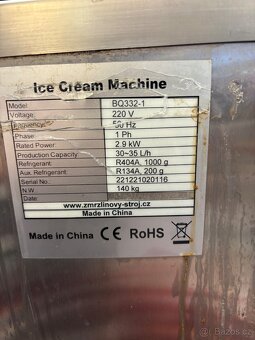 Ice Cream Machine
Model BQ332-1
Voltage: 220 V
50 Hz
Phase: 1 Ph
Rated Power: 2.9 kW
Production Capacity: 30~35 L/h
Refrigerant: R404A, 1000 g
Aux. Refrigerant: R134A, 200 g
Serial No.: 221221020116
N.W 140 kg
www.zmrzlinovy-stroj.cz
Made in China
Made in China CE RoHS